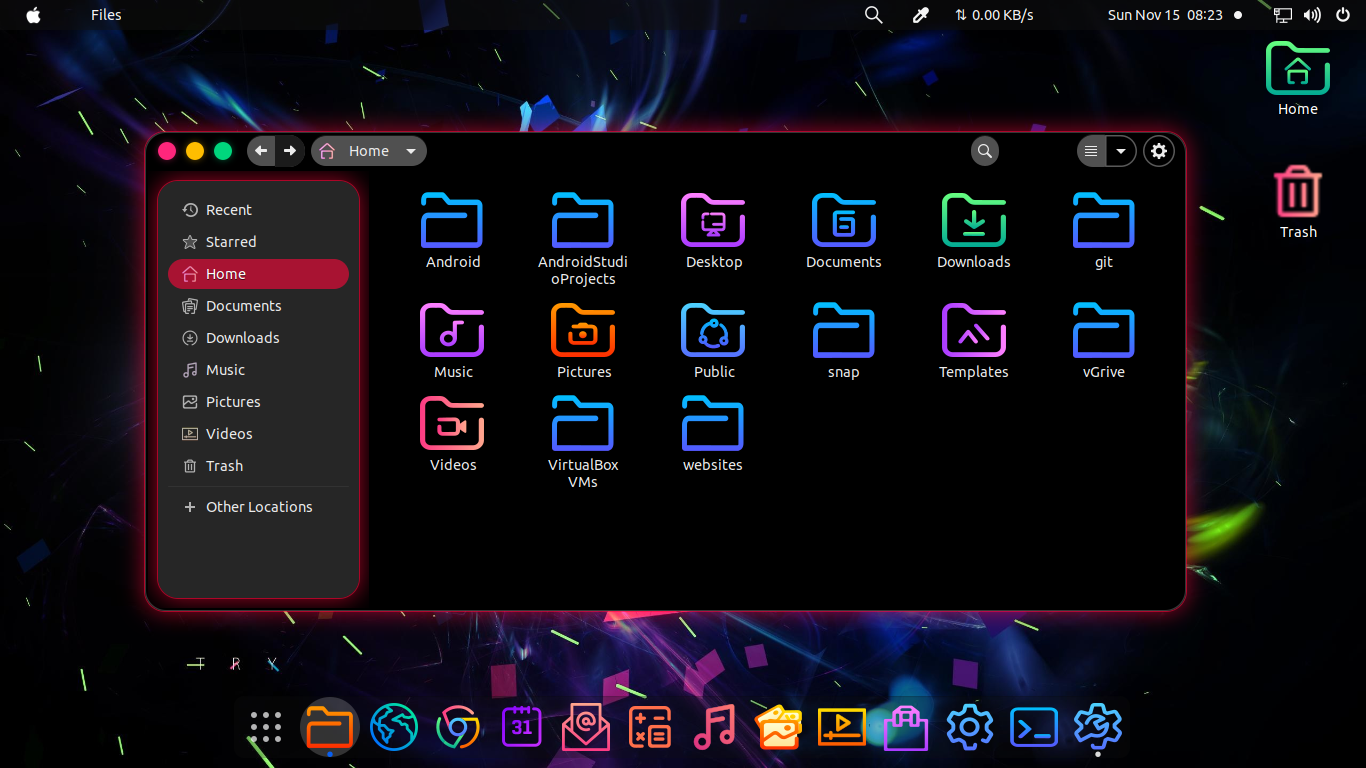 Files
0.00 KB/s
Sun Nov 15 08:23
Home
Trash
Home
Recent
Starred
Home
Documents
Downloads
Music
Pictures
Videos
Trash
Other Locations
Android
AndroidStudi
oProjects
Desktop
Documents
Downloads
git
Music
Pictures
Public
snap
Templates
vGrive
Videos
VirtualBox
VMs
websites
T R Y
31